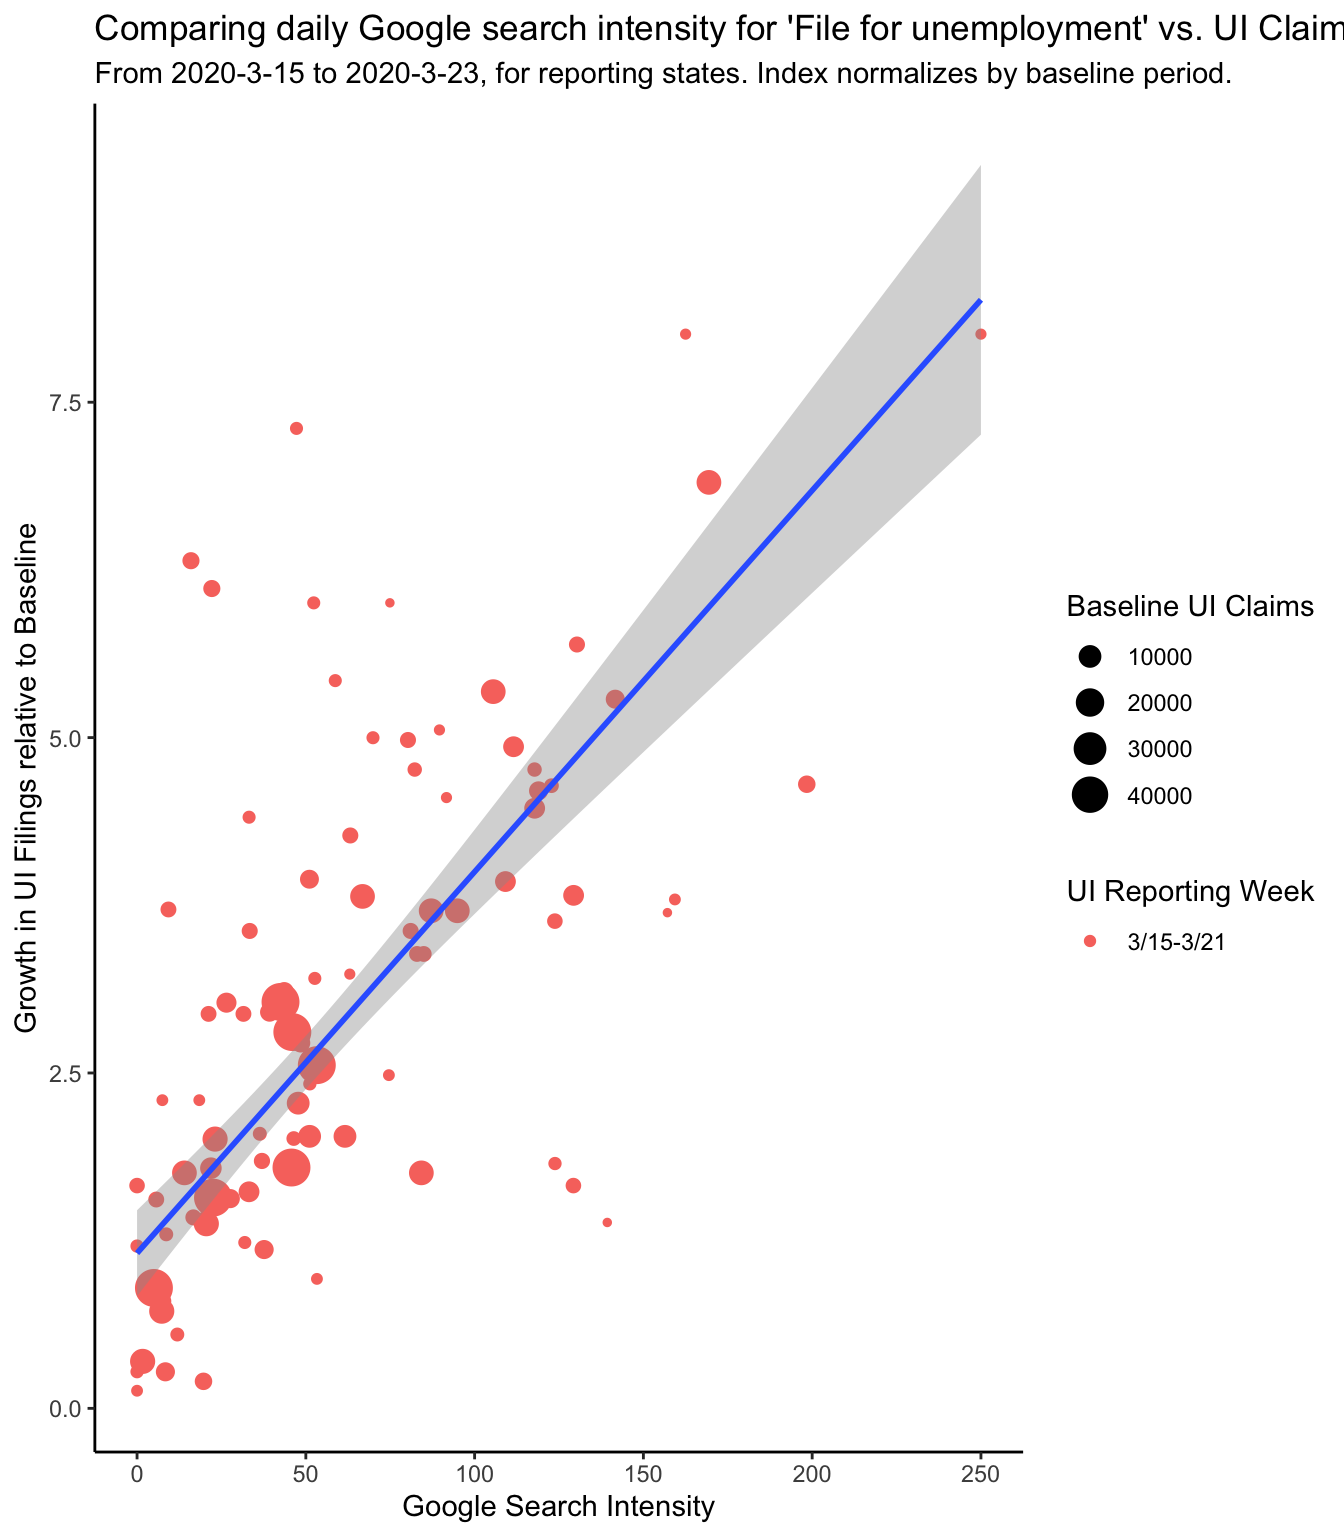 Comparing daily Google search intensity for 'File for unemployment' vs. UI Claim
From 2020-3-15 to 2020-3-23, for reporting states. Index normalizes by baseline period.
Growth in UI Filings relative to Baseline
7.5
5.0
2.5
0.0
0 50 100 150 200 250
Google Search Intensity
Baseline UI Claims
10000
20000
30000
40000
UI Reporting Week
3/15-3/21